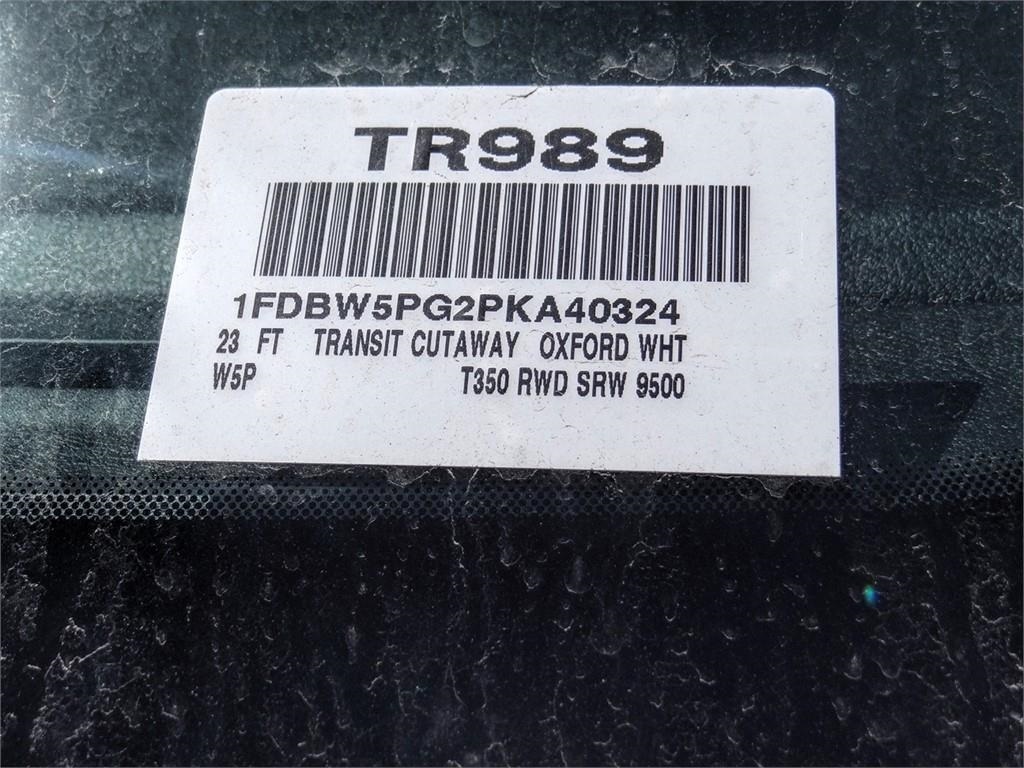 TR989
1FDBW5PG2PKA40324
23 FT TRANSIT CUTAWAY OXFORD WHT
W5P T350 RWD SRW 9500